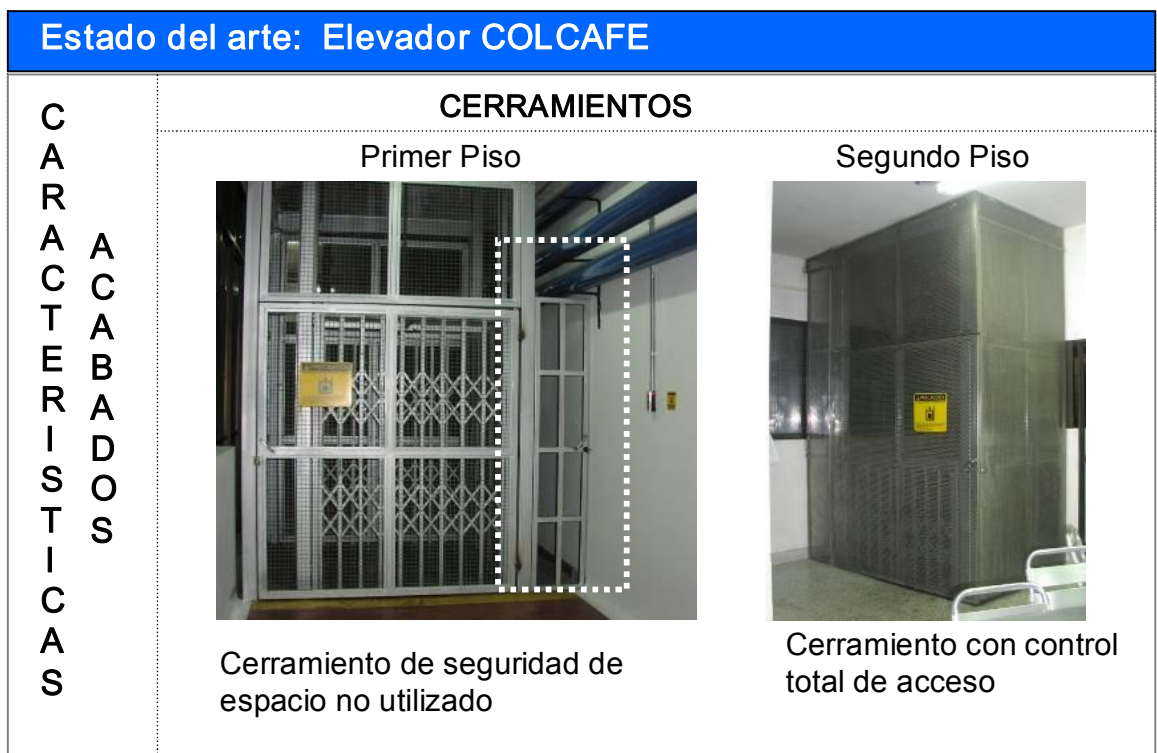 Estado del arte: Elevador COLCAFE
CARACTERISTICAS
ACABADOS
CERRAMIENTOS
Primer Piso
Segundo Piso
Cerramiento de seguridad de
espacio no utilizado
Cerramiento con control
total de acceso